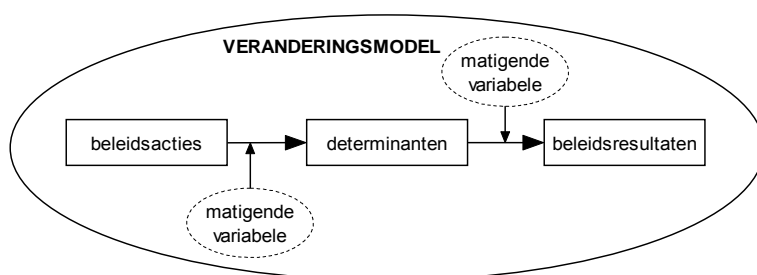 VERANDERINGSMODEL
matigende
variabele
beleidsacties
determinanten
beleidsresultaten
matigende
variabele